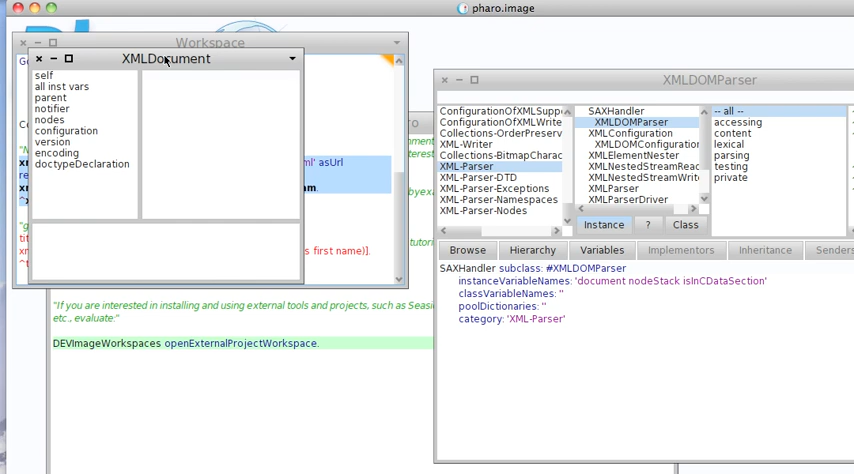 pharo.image
Workspace
XMLDocument
self
all inst vars
parent
notifier
nodes
configuration
version
encoding
doctypeDeclaration
ml' asUrl
s first name)].
"If you are interested in installing and using external tools and projects, such as Seasi
etc., evaluate:"
DEVImageWorkspaces openExternalProjectWorkspace.
XMLDOMParser
ConfigurationOfXMLSupp
ConfigurationOfXMLWrite
Collections-OrderPreserv
XML-Writer
Collections-BitmapCharac
XML-Parser
XML-Parser-DTD
XML-Parser-Exceptions
XML-Parser-Namespaces
XML-Parser-Nodes
SAXHandler
XMLDOMParser
XMLConfiguration
XMLDOMConfiguration
XMLElementNester
XMLNestedStreamRead
XMLNestedStreamWrite
XMLParser
XMLParserDriver
Instance ? Class
-- all --
accessing
content
lexical
parsing
testing
private
Browse Hierarchy Variables Implementors Inheritance Senders
SAXHandler subclass: #XMLDOMParser
instanceVariableNames: 'document nodeStack isInCDataSection'
classVariableNames: ''
poolDictionaries: ''
category: 'XML-Parser'